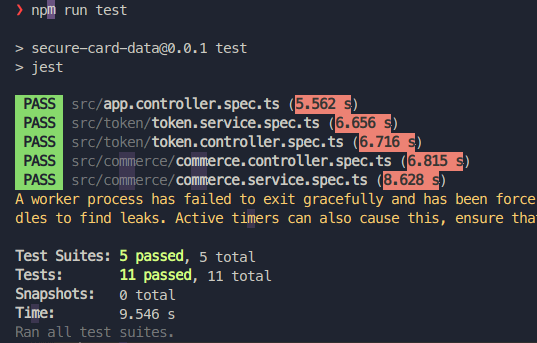 ❯ npm run test
> secure-card-data@0.0.1 test
> jest
PASS src/app.controller.spec.ts (5.562 s)
PASS src/token/token.service.spec.ts (6.656 s)
PASS src/token/token.controller.spec.ts (6.716 s)
PASS src/commerce/commerce.controller.spec.ts (6.815 s)
PASS src/commerce/commerce.service.spec.ts (8.628 s)
A worker process has failed to exit gracefully and has been force
dles to find leaks. Active timers can also cause this, ensure that
Test Suites: 5 passed, 5 total
Tests: 11 passed, 11 total
Snapshots: 0 total
Time: 9.546 s
Ran all test suites.